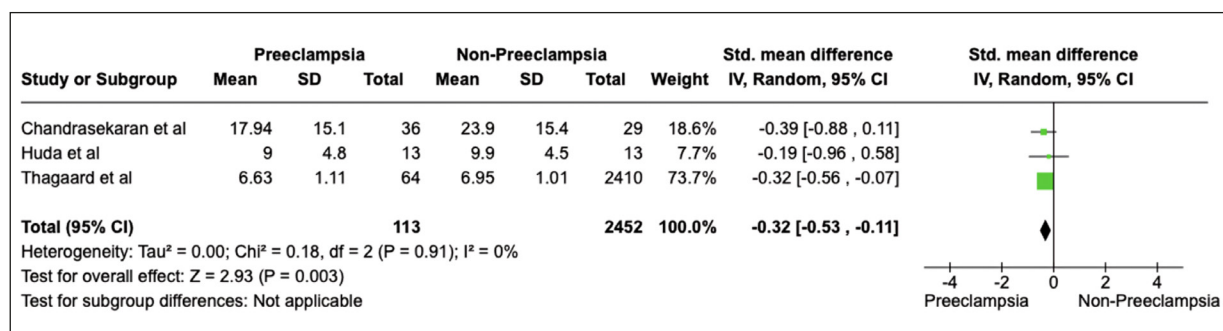 Preeclampsia Non-Preeclampsia Std. mean difference Std. mean difference
Study or Subgroup Mean SD Total Mean SD Total Weight IV, Random, 95% CI IV, Random, 95% CI
Chandrasekaran et al 17.94 15.1 36 23.9 15.4 29 18.6% -0.39 [-0.88 , 0.11]
Huda et al 9 4.8 13 9.9 4.5 13 7.7% -0.19 [-0.96 , 0.58]
Thagaard et al 6.63 1.11 64 6.95 1.01 2410 73.7% -0.32 [-0.56 , -0.07]
Total (95% CI) 113 2452 100.0% -0.32 [-0.53 , -0.11]
Heterogeneity: Tau² = 0.00; Chi² = 0.18, df = 2 (P = 0.91); I² = 0%
Test for overall effect: Z = 2.93 (P = 0.003)
Test for subgroup differences: Not applicable
-4 -2 0 2 4
Preeclampsia Non-Preeclampsia